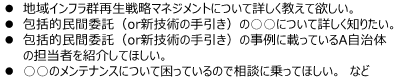 ● 地域インフラ群再生戦略マネジメントについて詳しく教えて欲しい。
● 包括的民間委託（or新技術の手引き）の○○について詳しく知りたい。
● 包括的民間委託（or新技術の手引き）の事例に載っているA自治体
の担当者を紹介してほしい。
● ○○のメンテナンスについて困っているので相談に乗ってほしい。 など